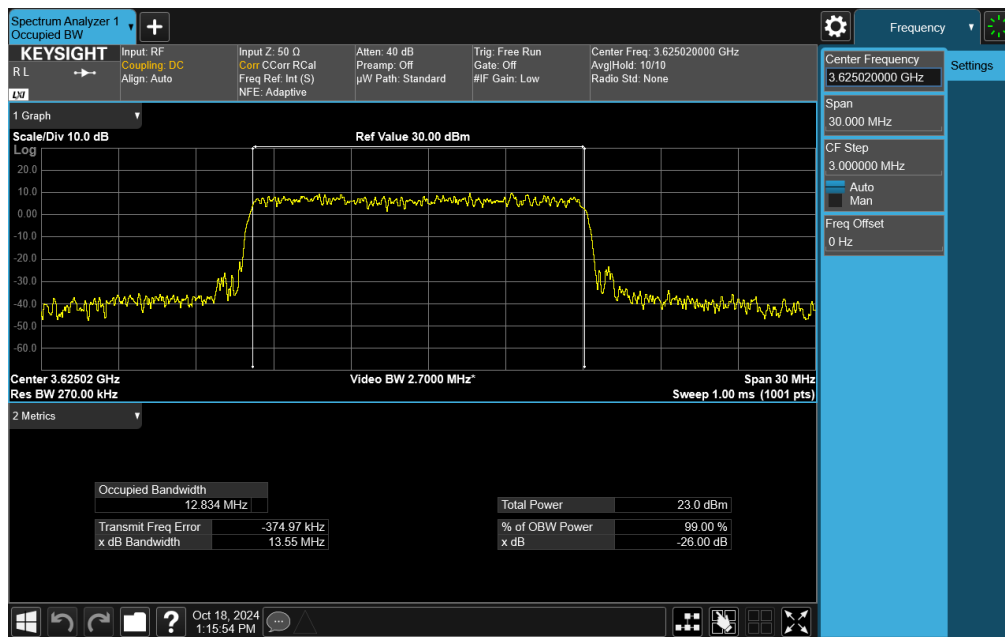 Spectrum Analyzer 1
Occupied BW
Frequency
KEYSIGHT
R L
LXI
Input: RF
Coupling: DC
Align: Auto
Input Z: 50 Ω
Corr CCorr RCal
Freq Ref: Int (S)
NFE: Adaptive
Atten: 40 dB
Preamp: Off
µW Path: Standard
Trig: Free Run
Gate: Off
#IF Gain: Low
Center Freq: 3.625020000 GHz
Avg|Hold: 10/10
Radio Std: None
Center Frequency
3.625020000 GHz
Settings
Span
30.000 MHz
CF Step
3.000000 MHz
Auto
Man
Freq Offset
0 Hz
1 Graph
Scale/Div 10.0 dB
Ref Value 30.00 dBm
Log
20.0
10.0
0.00
-10.0
-20.0
-30.0
-40.0
-50.0
-60.0
Center 3.62502 GHz
Video BW 2.7000 MHz*
Span 30 MHz
Res BW 270.00 kHz
Sweep 1.00 ms (1001 pts)
2 Metrics
Occupied Bandwidth
12.834 MHz
Total Power 23.0 dBm
Transmit Freq Error -374.97 kHz
% of OBW Power 99.00 %
x dB Bandwidth 13.55 MHz
x dB -26.00 dB
?
Oct 18, 2024
1:15:54 PM